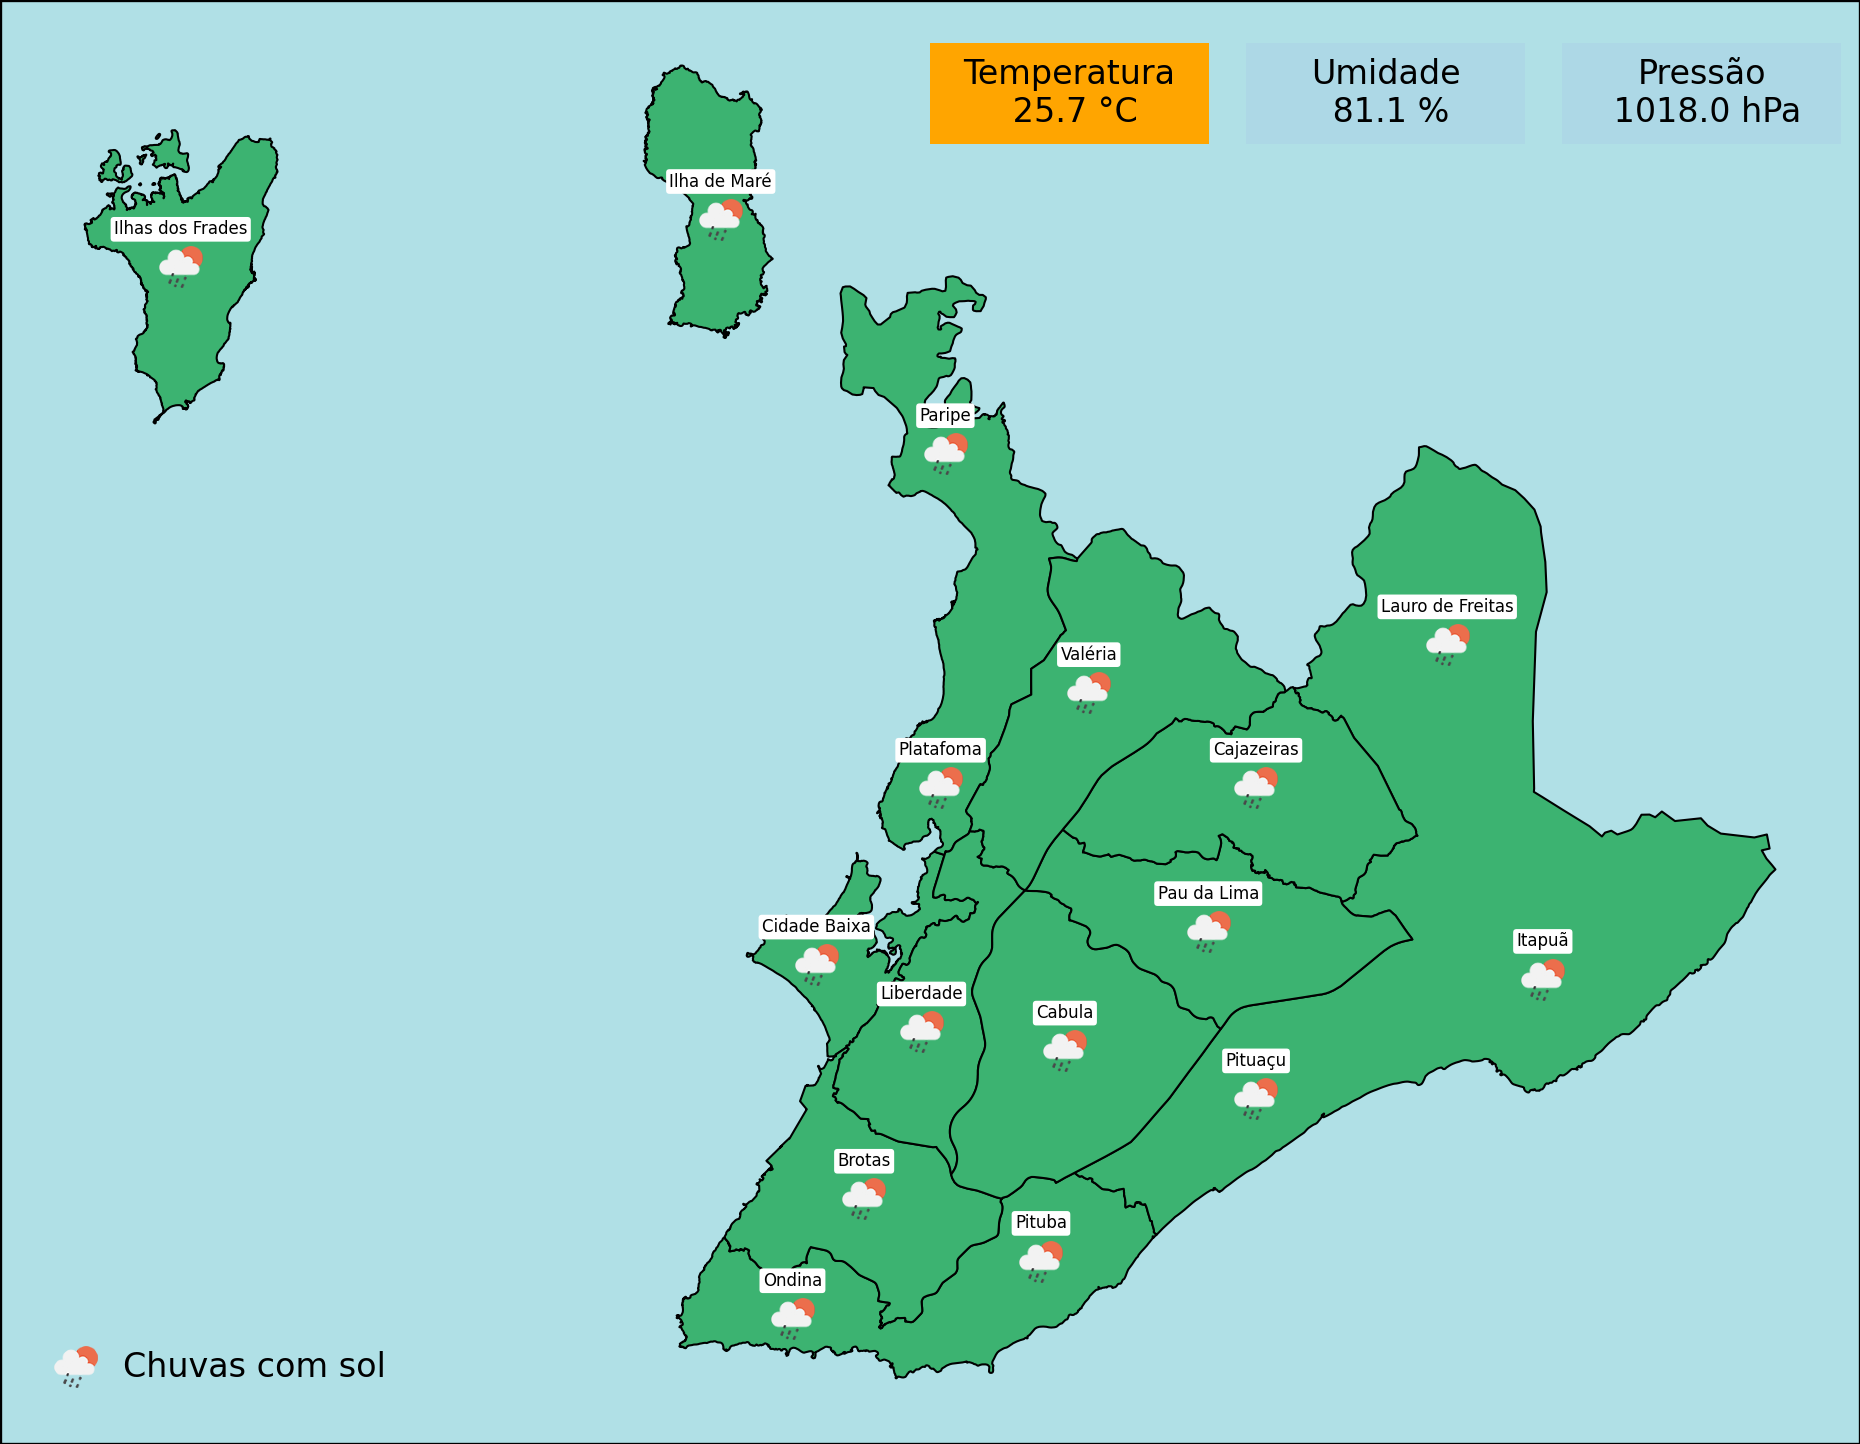 Temperatura
25.7 °C
Umidade
81.1 %
Pressão
1018.0 hPa
Ilha de Maré
Ilhas dos Frades
Paripe
Lauro de Freitas
Valéria
Platafoma
Cajazeiras
Pau da Lima
Cidade Baixa
Itapuã
Liberdade
Cabula
Pituaçu
Brotas
Pituba
Ondina
Chuvas com sol